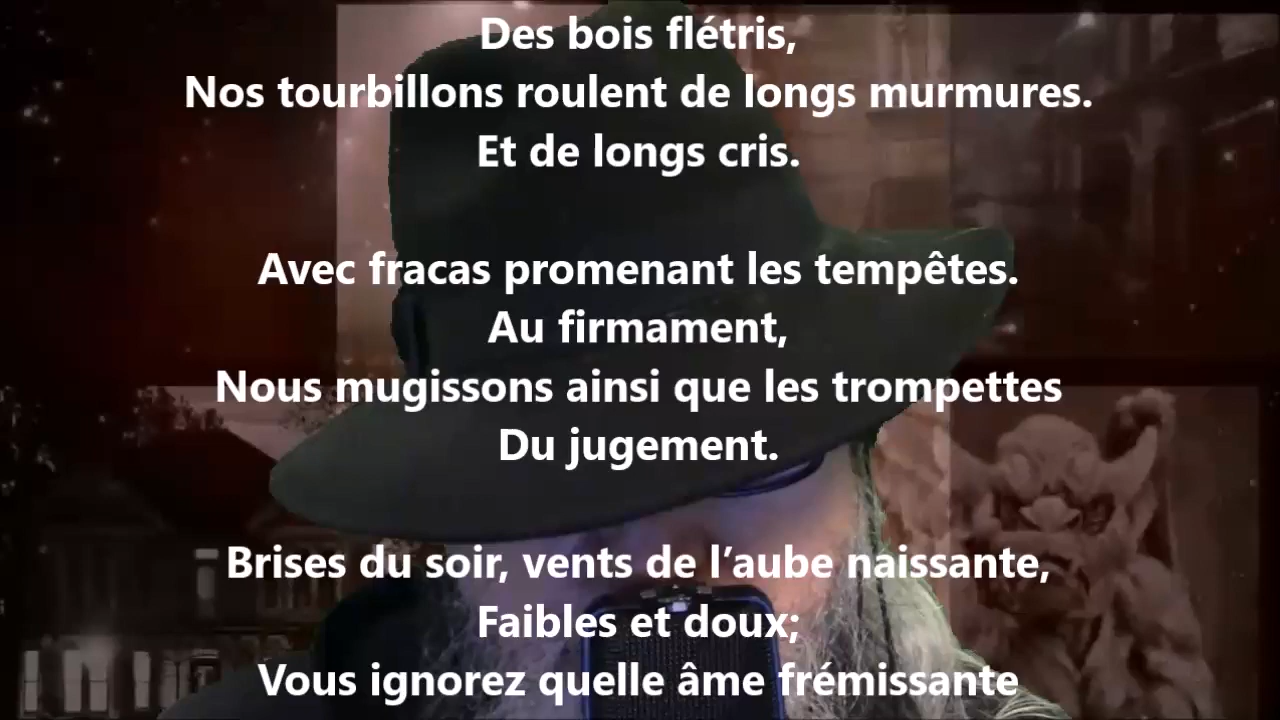 Des bois flétris,
Nos tourbillons roulent de longs murmures.
Et de longs cris.
Avec fracas promenant les tempêtes.
Au firmament,
Nous mugissons ainsi que les trompettes
Du jugement.
Brises du soir, vents de l’aube naissante,
Faibles et doux;
Vous ignorez quelle âme frémissante